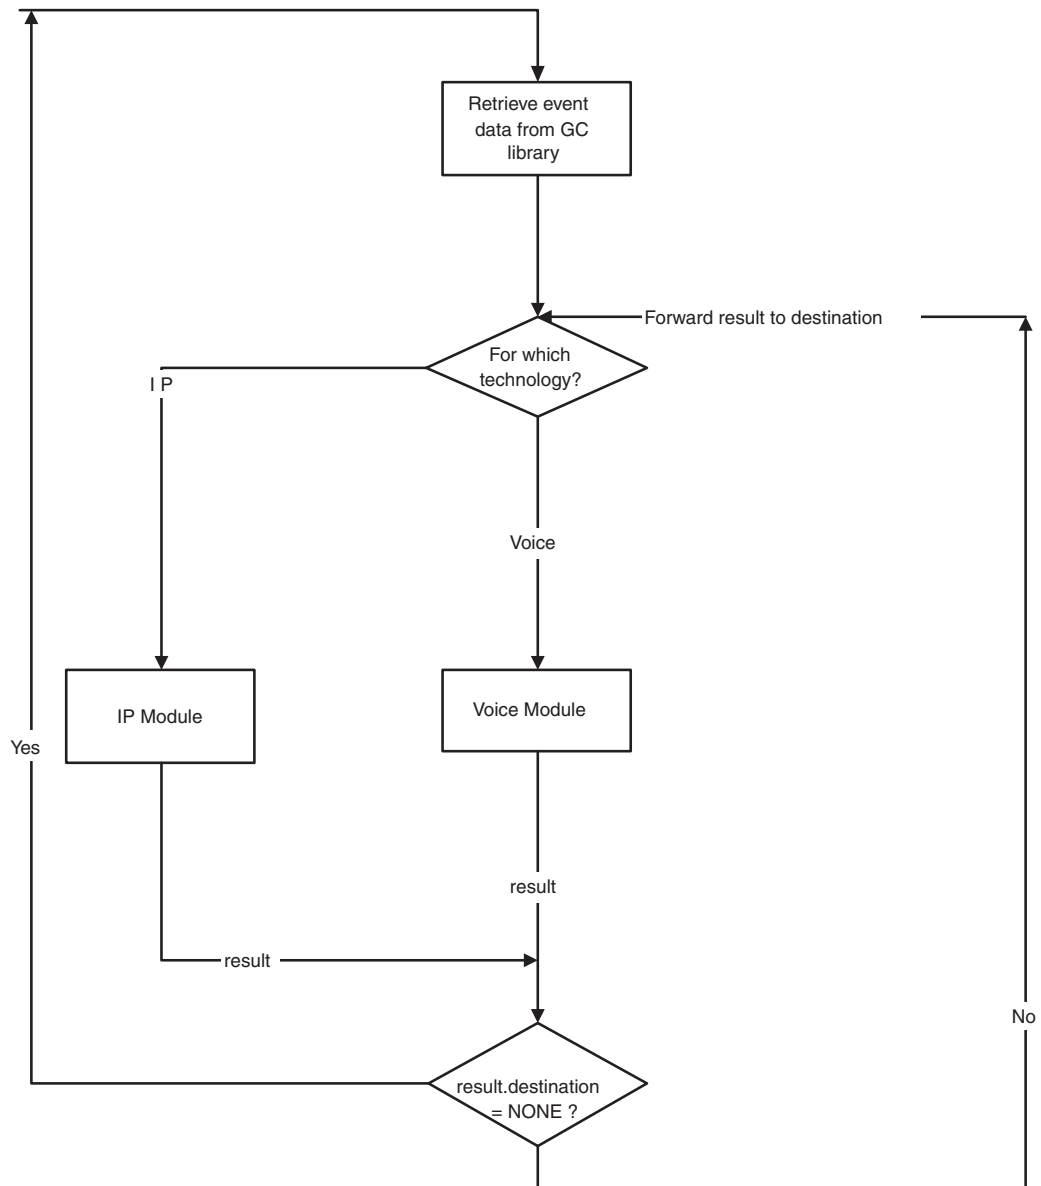 Retrieve event
data from GC
library
Forward result to destination
For which
technology?
I P
Voice
IP Module
Voice Module
Yes
result
result
No
result.destination
= NONE ?